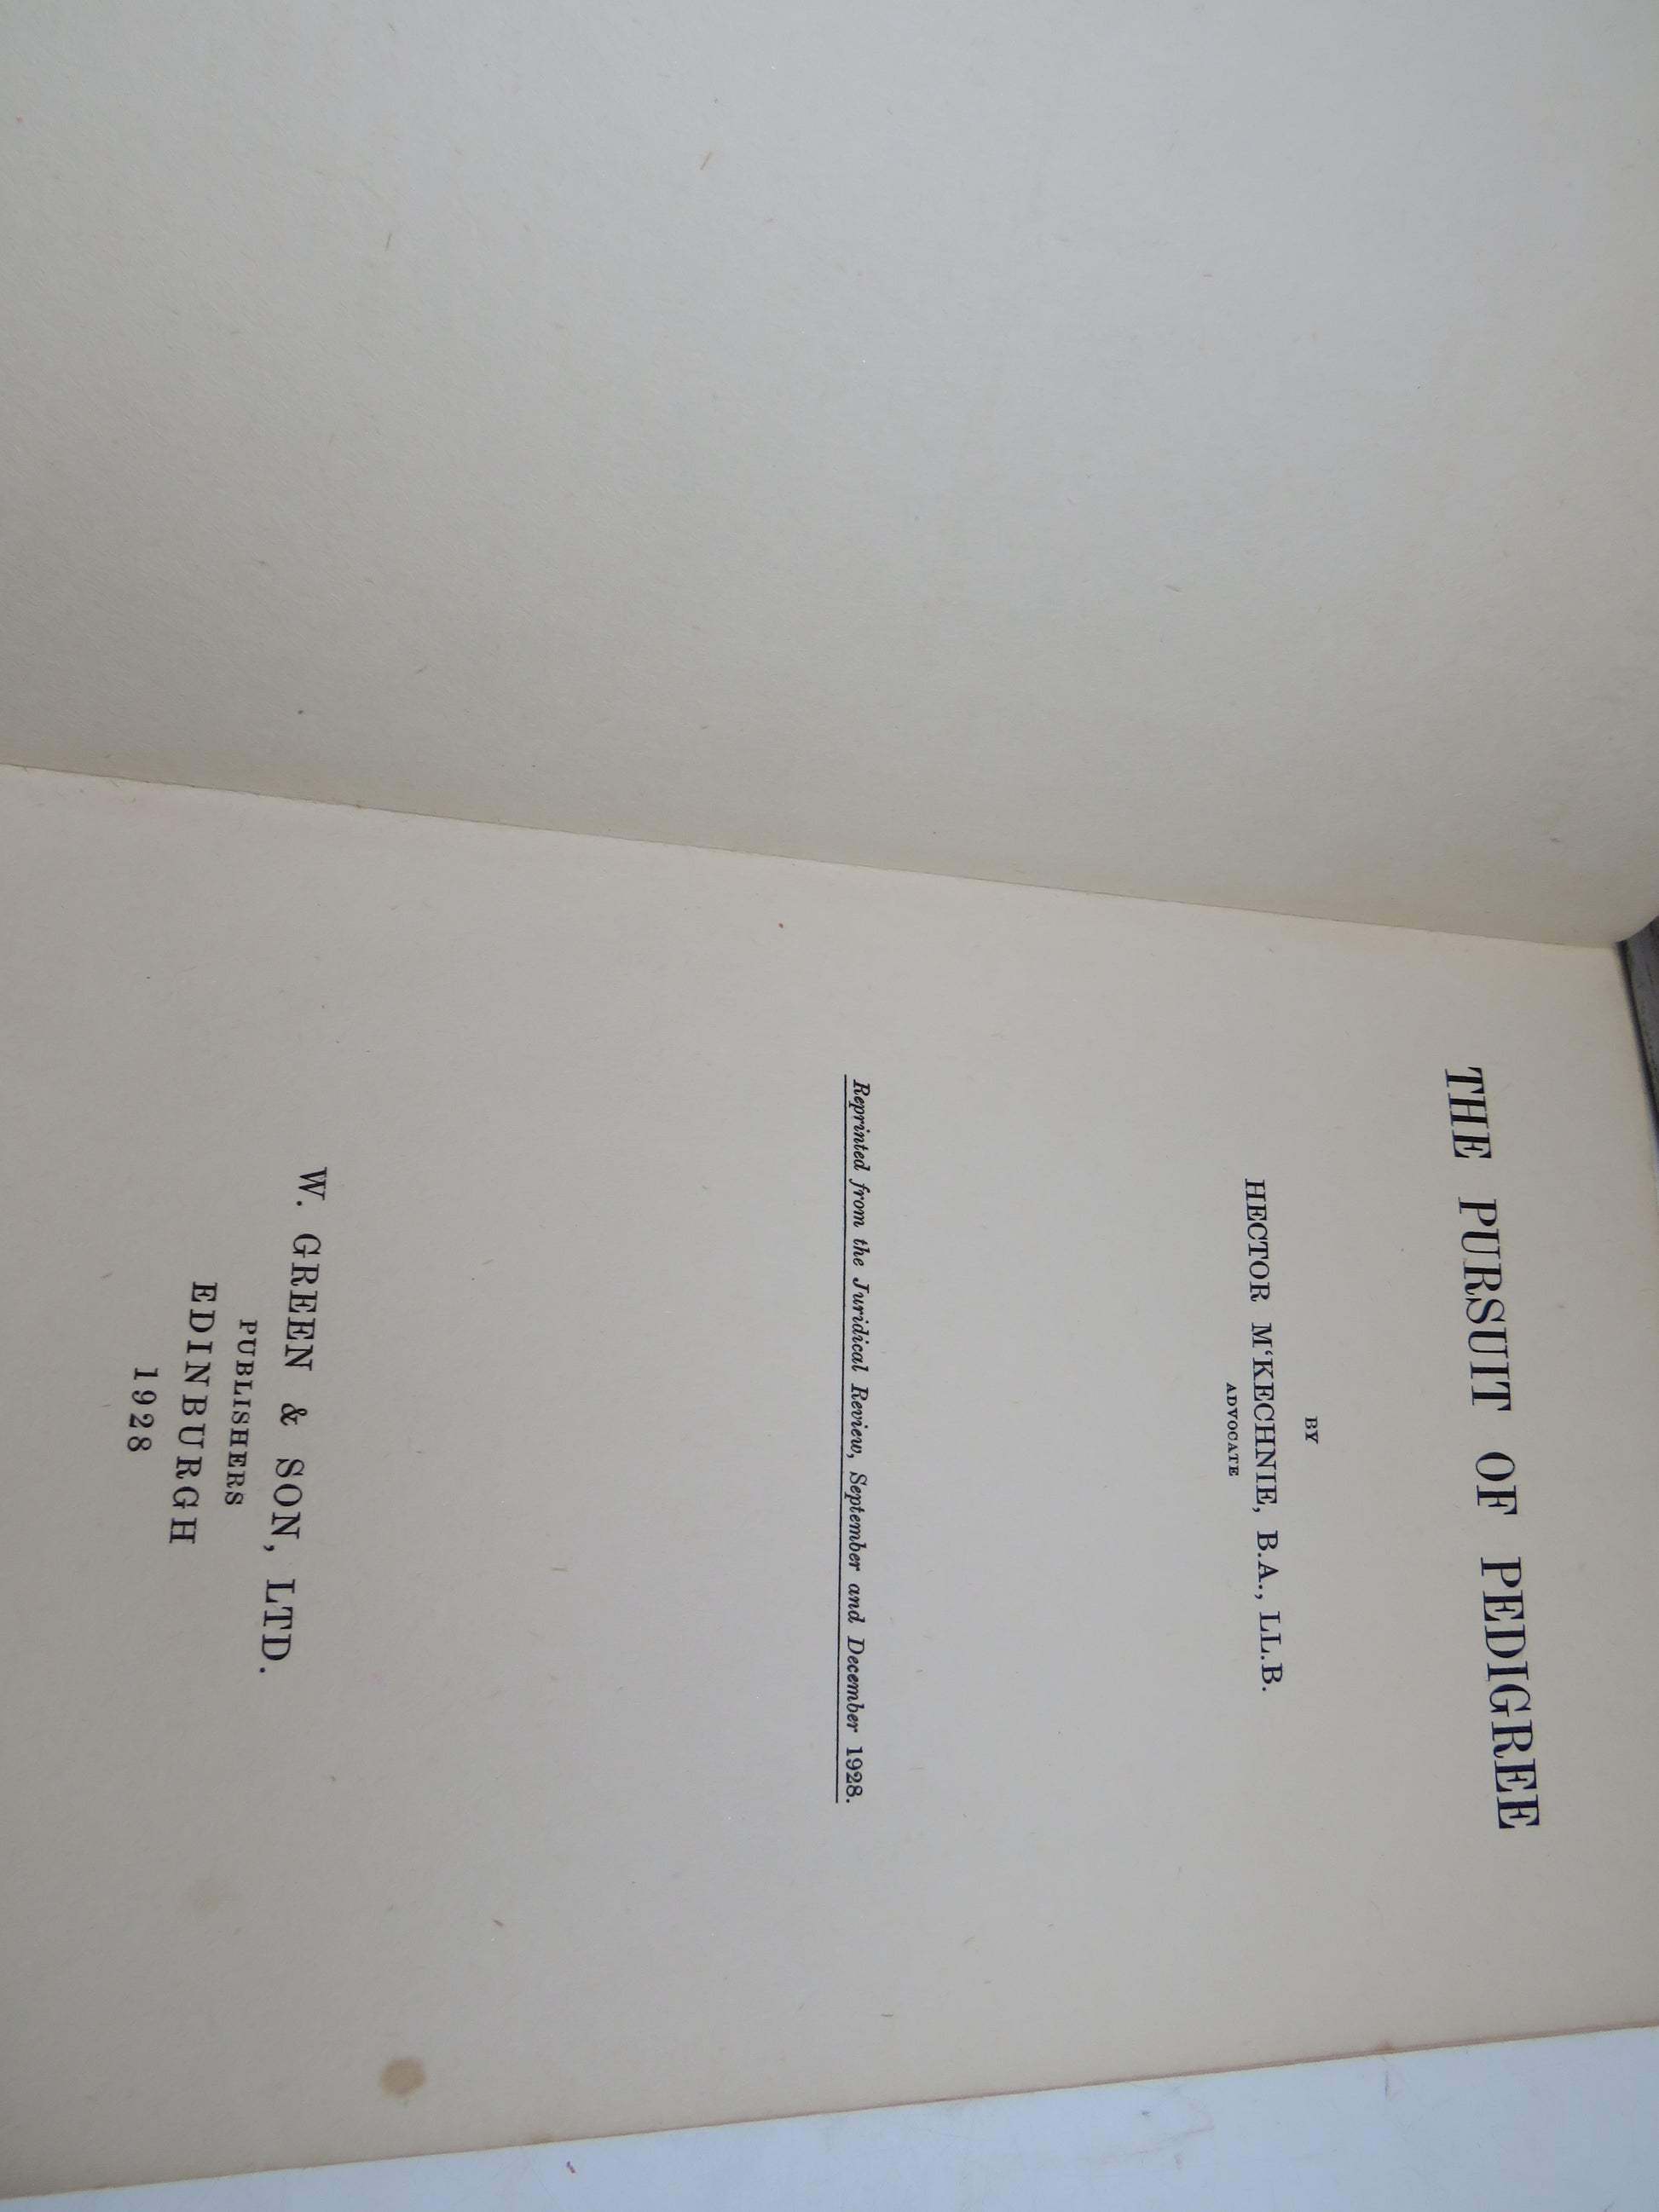 THE PURSUIT OF PEDIGREE
BY
HECTOR M‘KECHNIE, B.A., LL.B.
ADVOCATE
Reprinted from the Juridical Review, September and December 1928.
W. GREEN & SON, LTD.
PUBLISHERS
EDINBURGH
1928